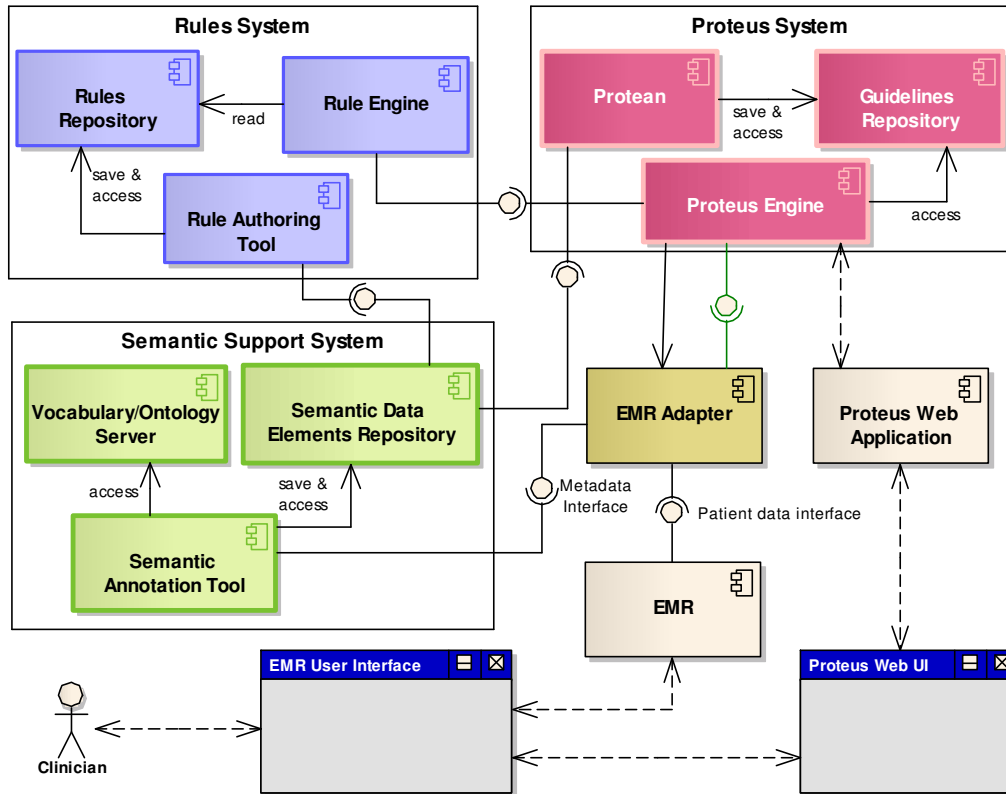 Rules System
Rules
Repository
Rule Engine
read
save &
access
Rule Authoring
Tool
Proteus System
Protean
save &
access
Guidelines
Repository
Proteus Engine
access
Semantic Support System
Vocabulary/Ontology
Server
Semantic Data
Elements Repository
access
save &
access
Semantic
Annotation Tool
EMR Adapter
Proteus Web
Application
Metadata
Interface
Patient data interface
EMR
EMR User Interface
Proteus Web UI
Clinician